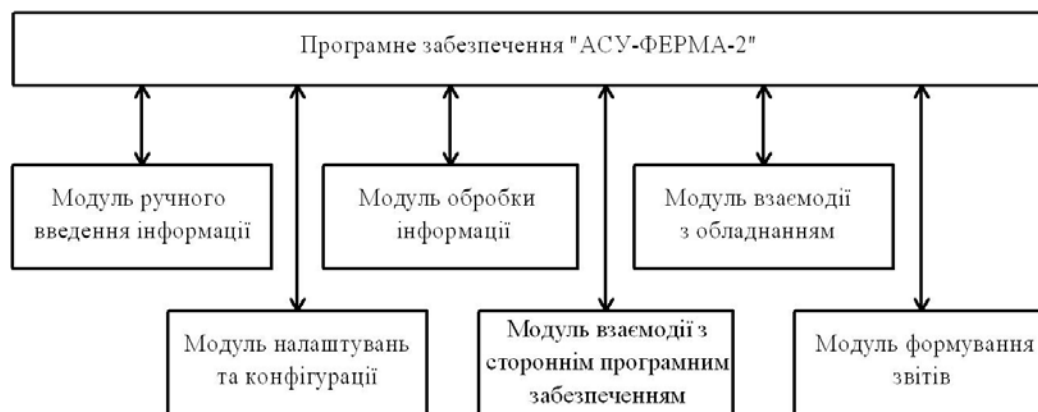 Програмне забезпечення "АСУ-ФЕРМА-2"
Модуль ручного
введення інформації
Модуль обробки
інформації
Модуль взаємодії
з обладнанням
Модуль налаштувань
та конфігурації
Модуль взаємодії з
стороннім програмним
забезпеченням
Модуль формування
звітів